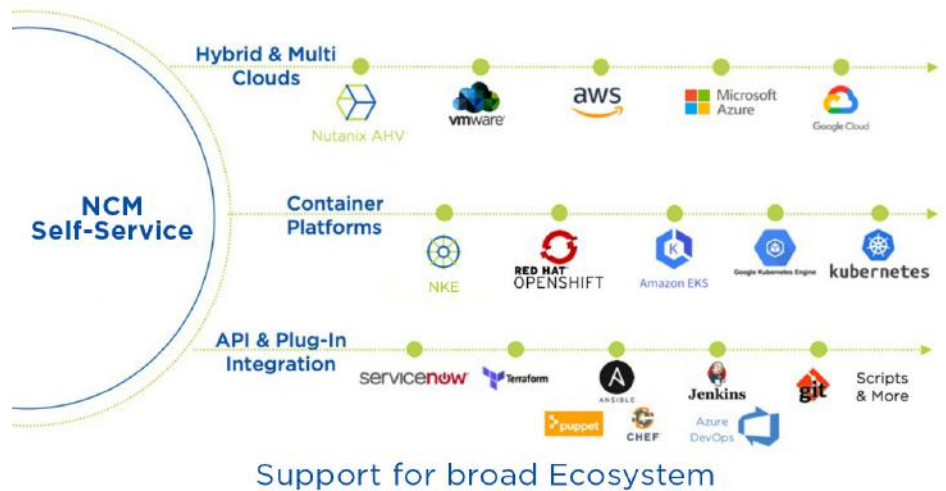 Hybrid & Multi
Clouds
Nutanix AHV
vmware
aws
Microsoft
Azure
Google Cloud
NCM
Self-Service
Container
Platforms
NKE
RED HAT
OPENSHIFT
K
Amazon EKS
Google Kubernetes Engine
kubernetes
API & Plug-In
Integration
servicenow
Terraform
A
ANSIBLE
Jenkins
git
Scripts
& More
puppet
CHEF
Azure
DevOps
Support for broad Ecosystem